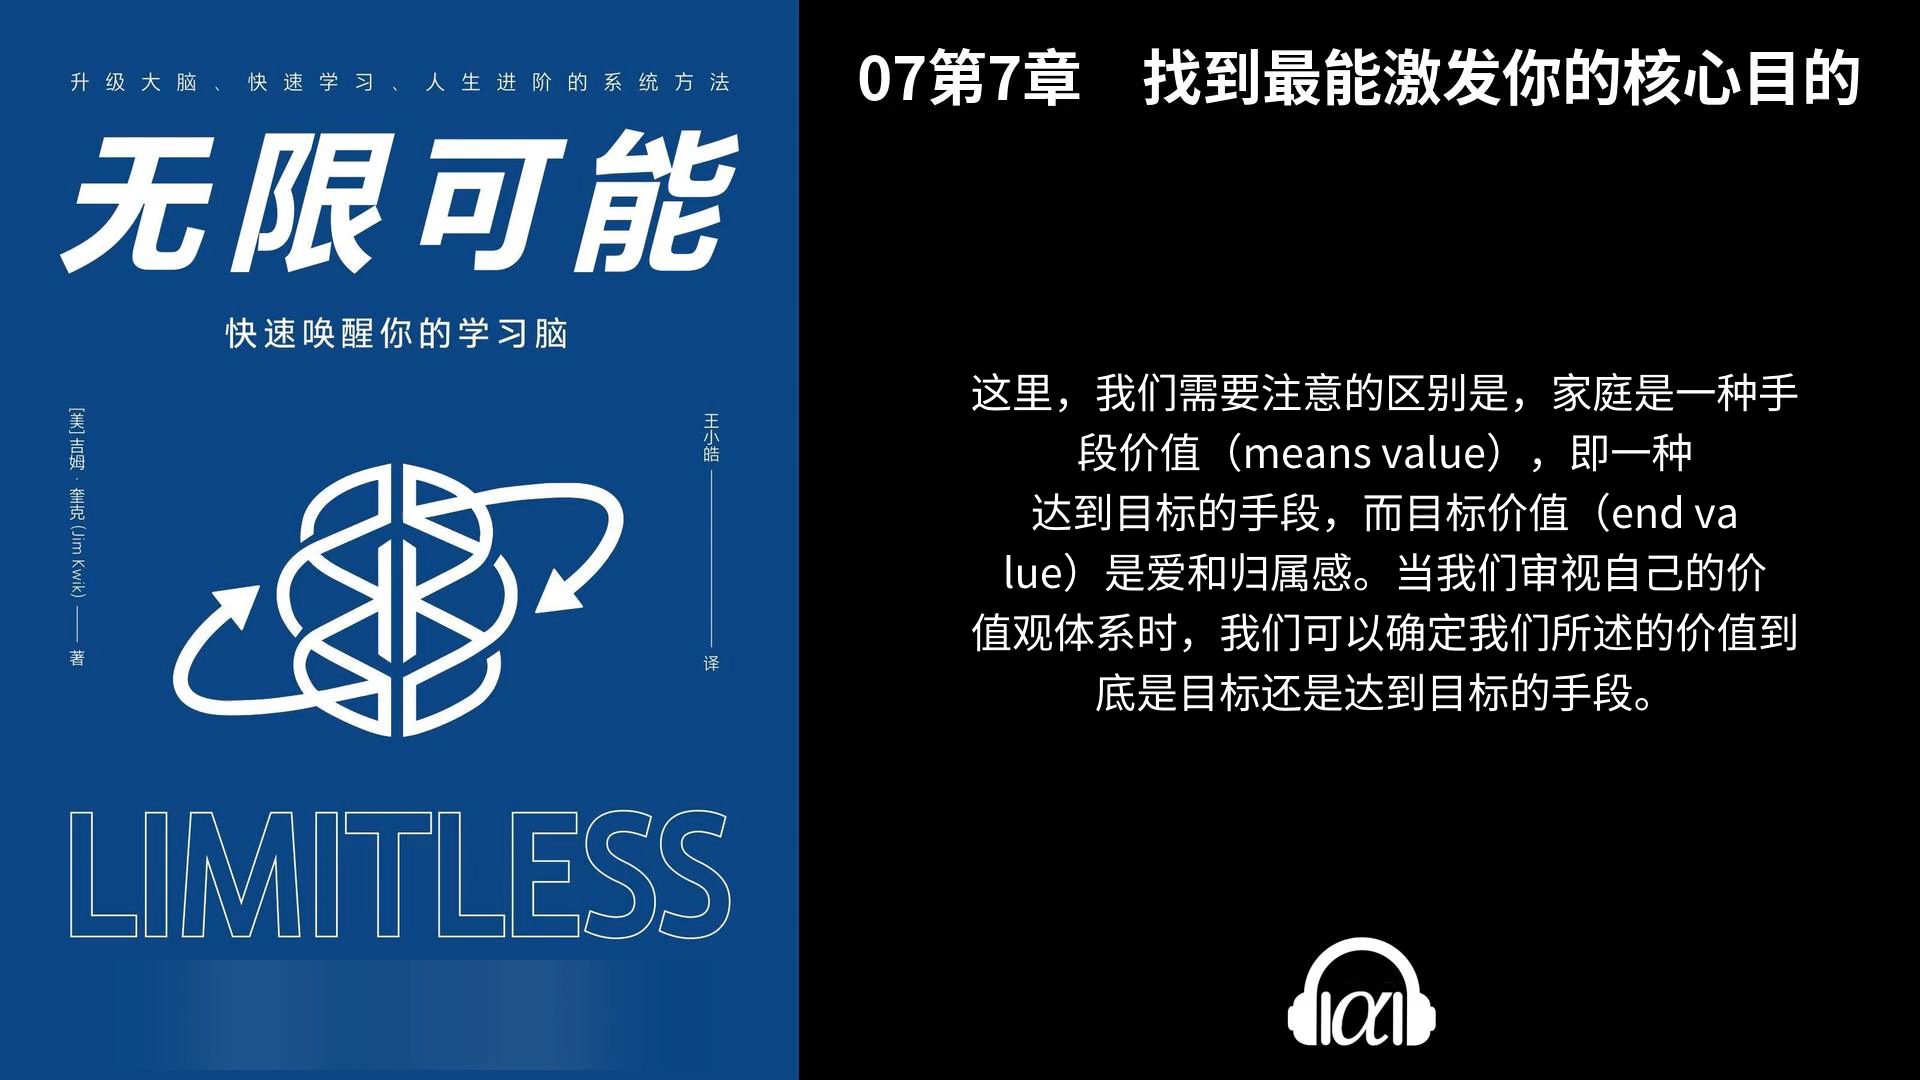 升级大脑、快速学习、人生进阶的系统方法
无限可能
快速唤醒你的学习脑
[美]吉姆·奎克(Jim Kwik)——著
王小皓——译
LIMITLESS
07第7章　找到最能激发你的核心目的
这里，我们需要注意的区别是，家庭是一种手
段价值（means value），即一种
达到目标的手段，而目标价值（end va
lue）是爱和归属感。当我们审视自己的价
值观体系时，我们可以确定我们所述的价值到
底是目标还是达到目标的手段。
α